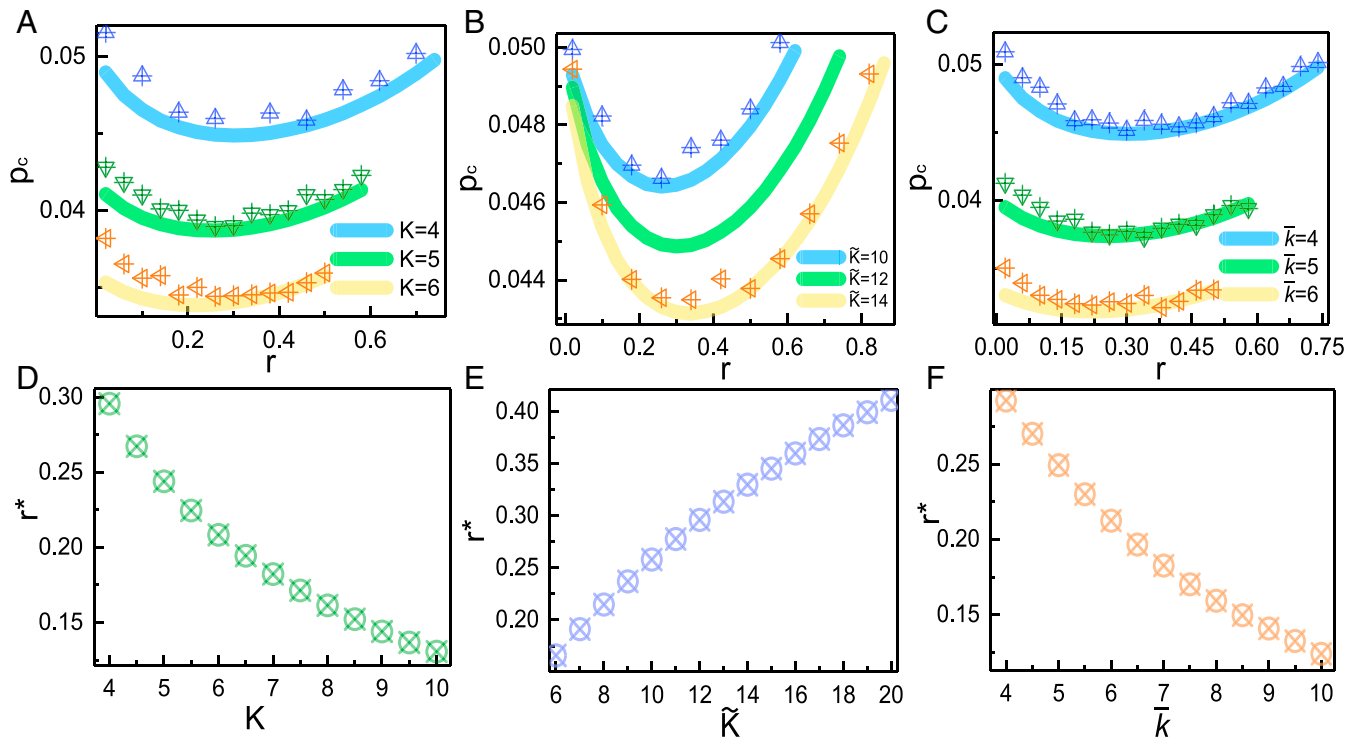 A
0.05
0.04
p_c
K=4
K=5
K=6
0.2 0.4 0.6
r
B
0.050
0.048
0.046
0.044
p_c
K̃=10
K̃=12
K̃=14
0.0 0.2 0.4 0.6 0.8
r
C
0.05
0.04
p_c
k̄=4
k̄=5
k̄=6
0.00 0.15 0.30 0.45 0.60 0.75
r
D
0.30
0.25
0.20
0.15
r*
4 5 6 7 8 9 10
K
E
0.40
0.35
0.30
0.20
r*
6 8 10 12 14 16 18 20
K̃
F
0.25
0.20
0.15
r*
4 5 6 7 8 9 10
k̄